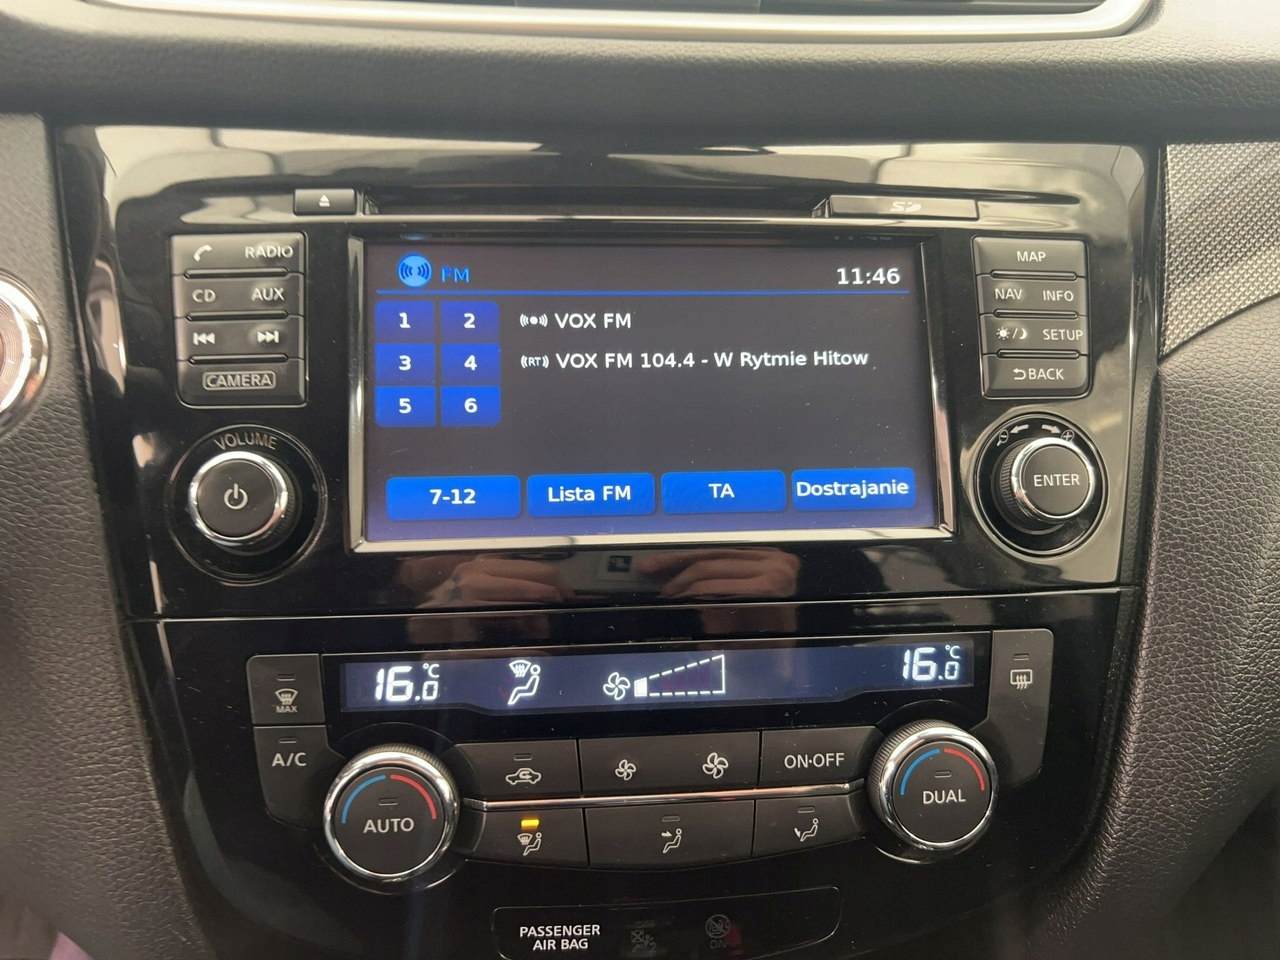 RADIO
CD AUX
CAMERA
VOLUME
FM 11:46
1 2 VOX FM
3 4 VOX FM 104.4 - W Rytmie Hitow
5 6
7-12 Lista FM TA Dostrajanie
MAP
NAV INFO
SETUP
BACK
ENTER
16.0°C 16.0°C
MAX
A/C
AUTO
ON·OFF
DUAL
PASSENGER
AIR BAG